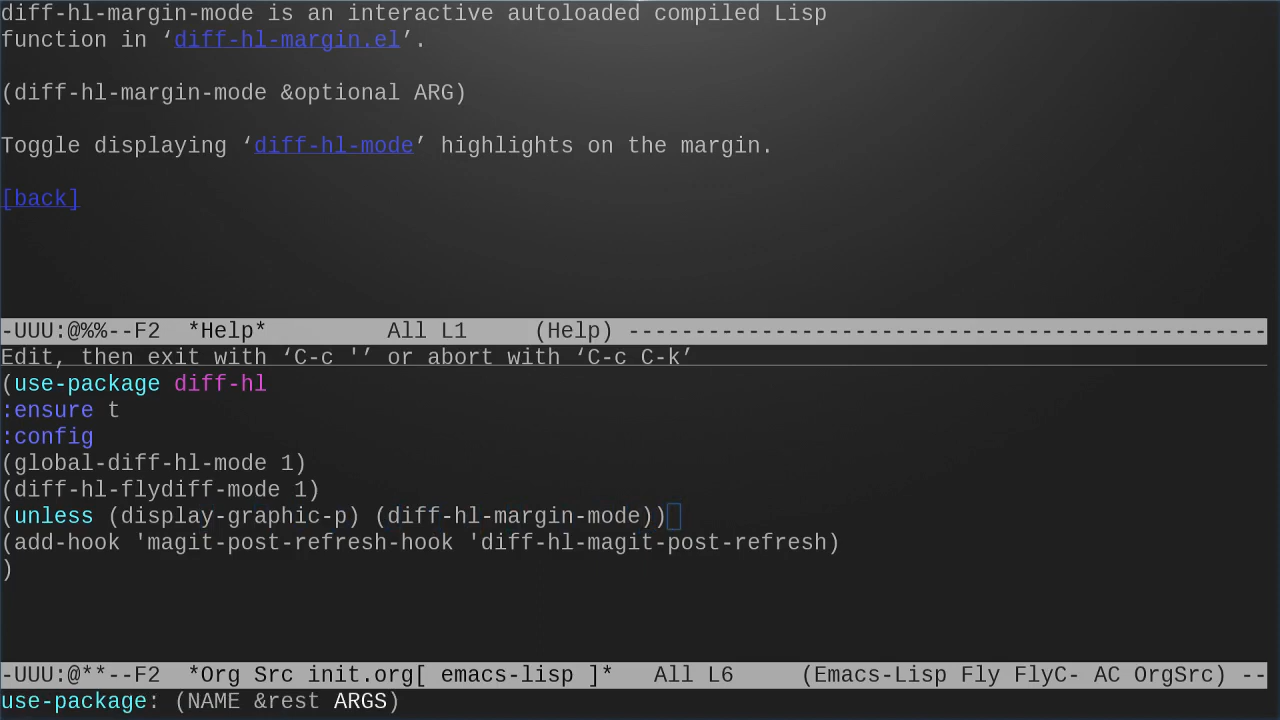 diff-hl-margin-mode is an interactive autoloaded compiled Lisp
function in ‘diff-hl-margin.el’.
(diff-hl-margin-mode &optional ARG)
Toggle displaying ‘diff-hl-mode’ highlights on the margin.
[back]
-UUU:@%%--F2  *Help*         All L1     (Help) ------------------------------------------------
Edit, then exit with ‘C-c '’ or abort with ‘C-c C-k’
(use-package diff-hl
:ensure t
:config
(global-diff-hl-mode 1)
(diff-hl-flydiff-mode 1)
(unless (display-graphic-p) (diff-hl-margin-mode))
(add-hook 'magit-post-refresh-hook 'diff-hl-magit-post-refresh)
)
-UUU:@**--F2  *Org Src init.org[ emacs-lisp ]*   All L6     (Emacs-Lisp Fly FlyC- AC OrgSrc) --
use-package: (NAME &rest ARGS)